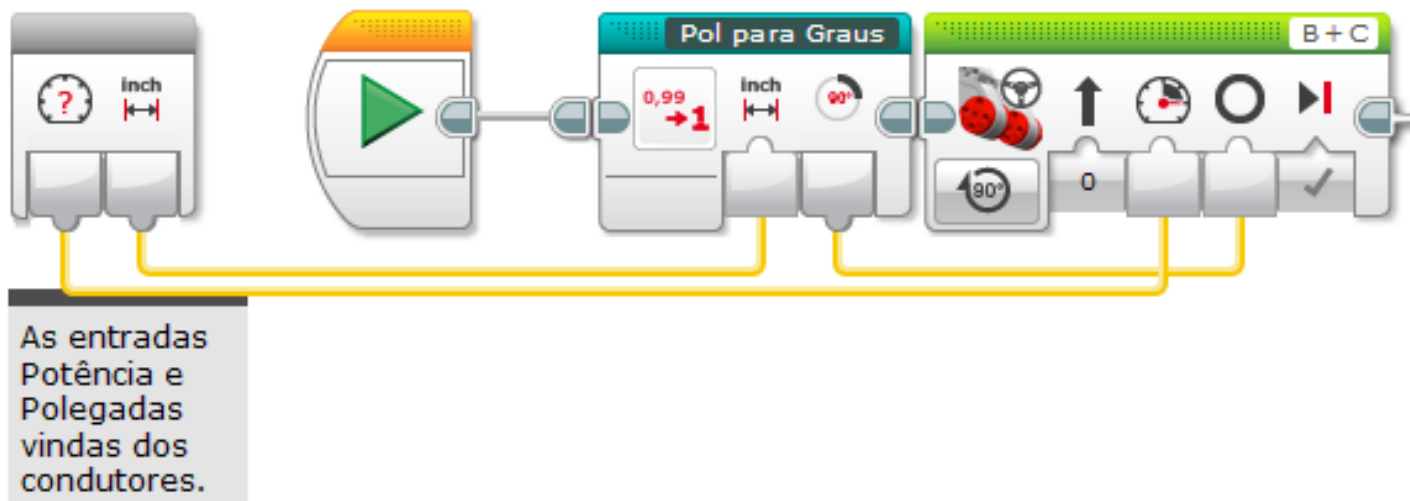 inch
?
Pol para Graus
0,99
1
inch
90°
B+C
90°
0
As entradas
Potência e
Polegadas
vindas dos
condutores.